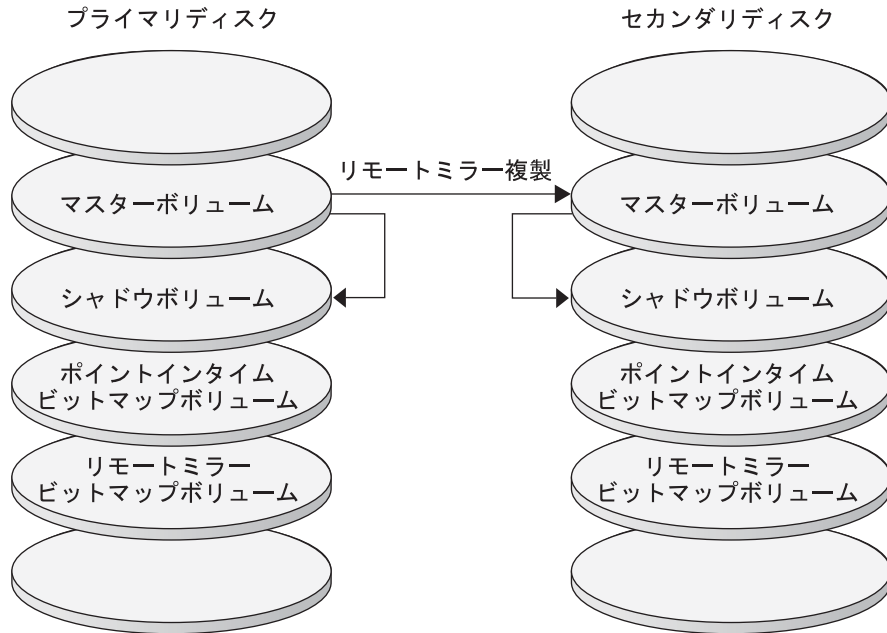 プライマリディスク
セカンダリディスク
リモートミラー複製
マスターボリューム
マスターボリューム
シャドウボリューム
シャドウボリューム
ポイントインタイム
ビットマップボリューム
ポイントインタイム
ビットマップボリューム
リモートミラー
ビットマップボリューム
リモートミラー
ビットマップボリューム